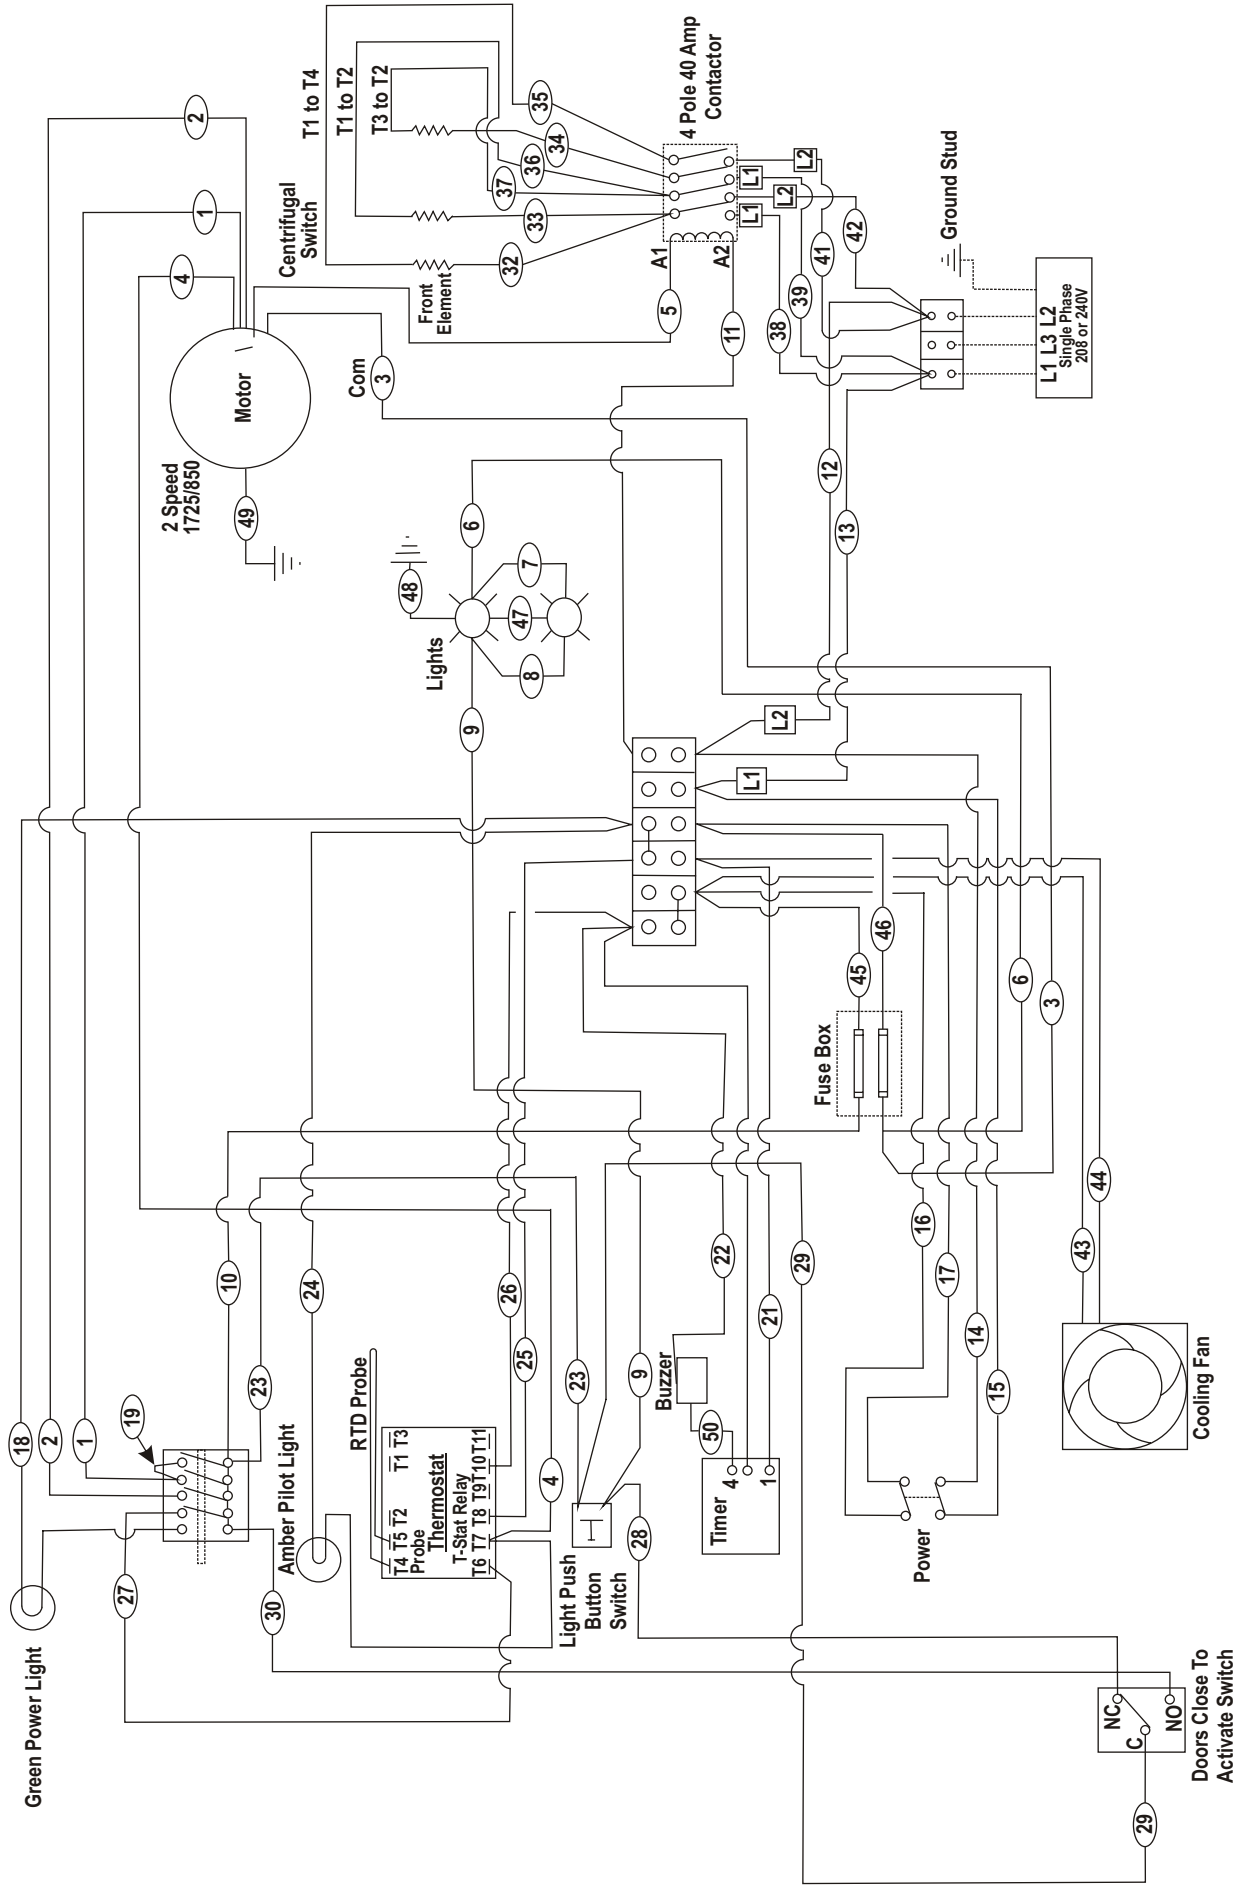 2
1
4
Centrifugal
Switch
T1 to T4
T1 to T2
T3 to T2
35
34
36
37
33
32
Front
Element
4 Pole 40 Amp
Contactor
L2
L1
L2
L1
A1
A2
5
11
42
41
39
38
Ground Stud
L1 L3 L2
Single Phase
208 or 240V
Motor
2 Speed
1725/850
49
Com
3
12
13
6
7
48
47
8
Lights
9
L2
L1
46
45
6
3
Fuse Box
44
43
16
17
14
15
Cooling Fan
Power
10
24
23
26
25
22
29
21
18
2
1
19
23
9
4
Buzzer
50
Timer
4
1
Amber Pilot Light
RTD Probe
T1 T3
T4 T5 T2
Probe
Thermostat
T-Stat Relay
T6 T7 T8 T9 T10 T11
Light Push
Button
Switch
28
27
30
Green Power Light
NC
C
NO
29
Doors Close To
Activate Switch